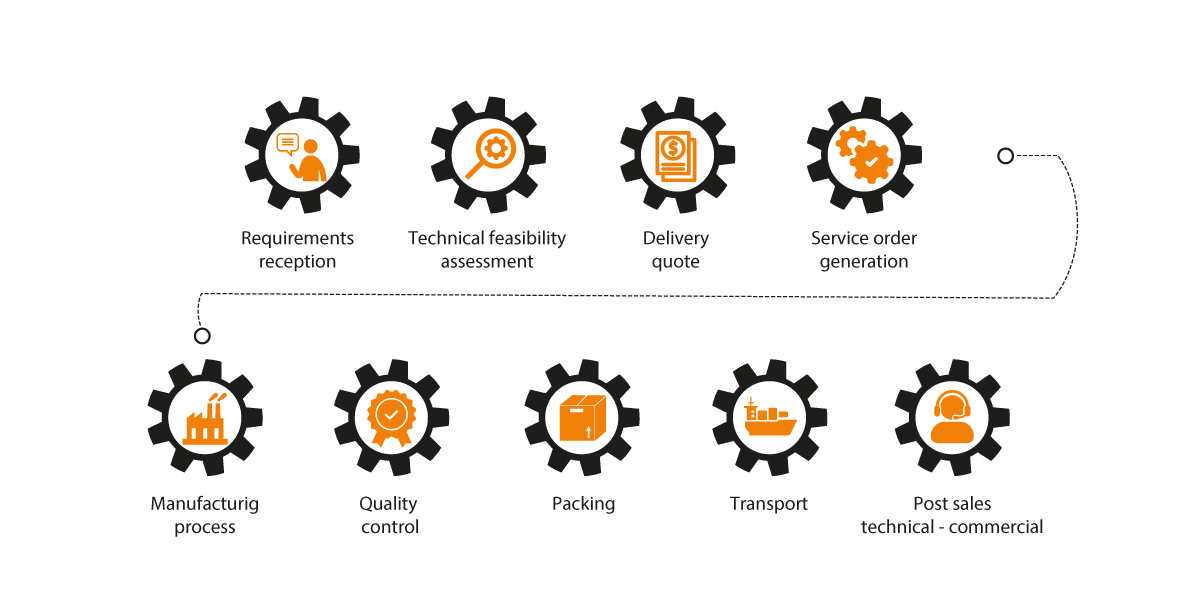 Requirements
reception
Technical feasibility
assessment
Delivery
quote
Service order
generation
Manufacturig
process
Quality
control
Packing
Transport
Post sales
technical - commercial